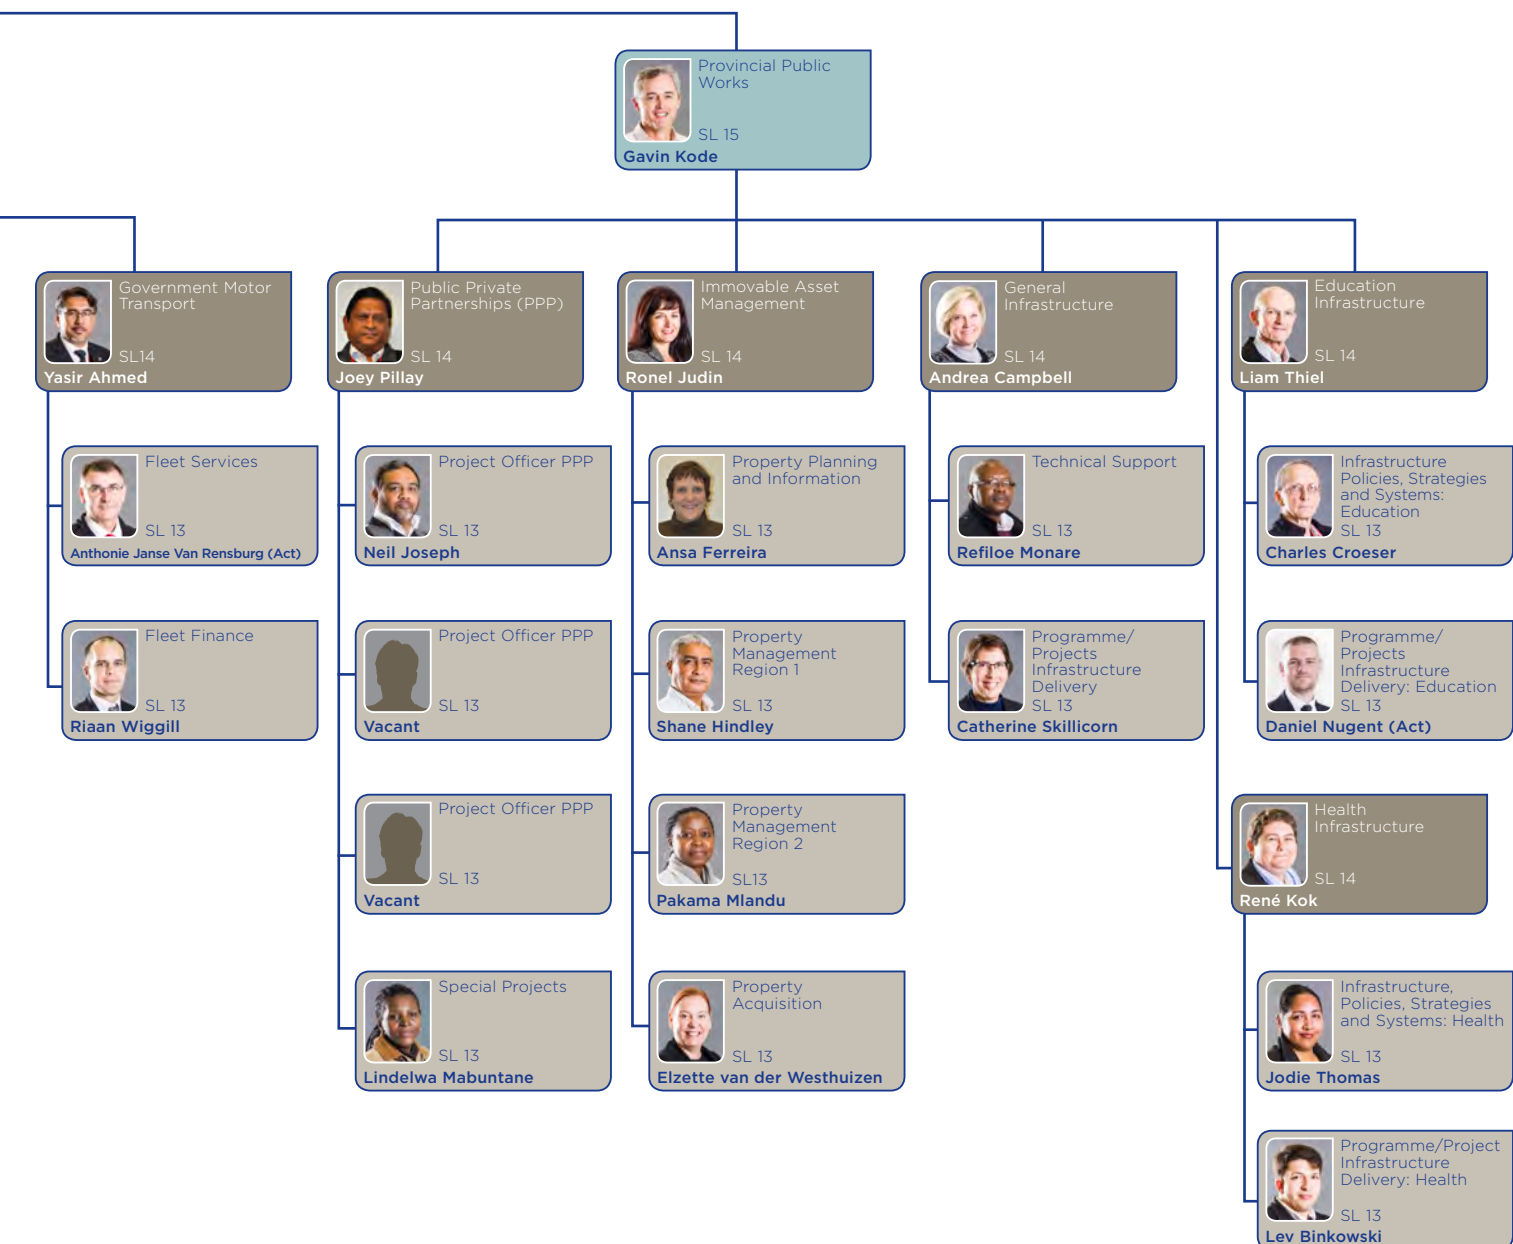 Provincial Public
Works
SL 15
Gavin Kode
Government Motor
Transport
SL14
Yasir Ahmed
Public Private
Partnerships (PPP)
SL 14
Joey Pillay
Immovable Asset
Management
SL 14
Ronel Judin
General
Infrastructure
SL 14
Andrea Campbell
Education
Infrastructure
SL 14
Liam Thiel
Fleet Services
SL 13
Anthonie Janse Van Rensburg (Act)
Project Officer PPP
SL 13
Neil Joseph
Property Planning
and Information
SL 13
Ansa Ferreira
Technical Support
SL 13
Refiloe Monare
Infrastructure
Policies, Strategies
and Systems:
Education
SL 13
Charles Croeser
Fleet Finance
SL 13
Riaan Wiggill
Project Officer PPP
SL 13
Vacant
Property
Management
Region 1
SL 13
Shane Hindley
Programme/
Projects
Infrastructure
Delivery
SL 13
Catherine Skillicorn
Programme/
Projects
Infrastructure
Delivery: Education
SL 13
Daniel Nugent (Act)
Project Officer PPP
SL 13
Vacant
Property
Management
Region 2
SL13
Pakama Mlandu
Health
Infrastructure
SL 14
René Kok
Special Projects
SL 13
Lindelwa Mabuntane
Property
Acquisition
SL 13
Elzette van der Westhuizen
Infrastructure,
Policies, Strategies
and Systems: Health
SL 13
Jodie Thomas
Programme/Project
Infrastructure
Delivery: Health
SL 13
Lev Binkowski